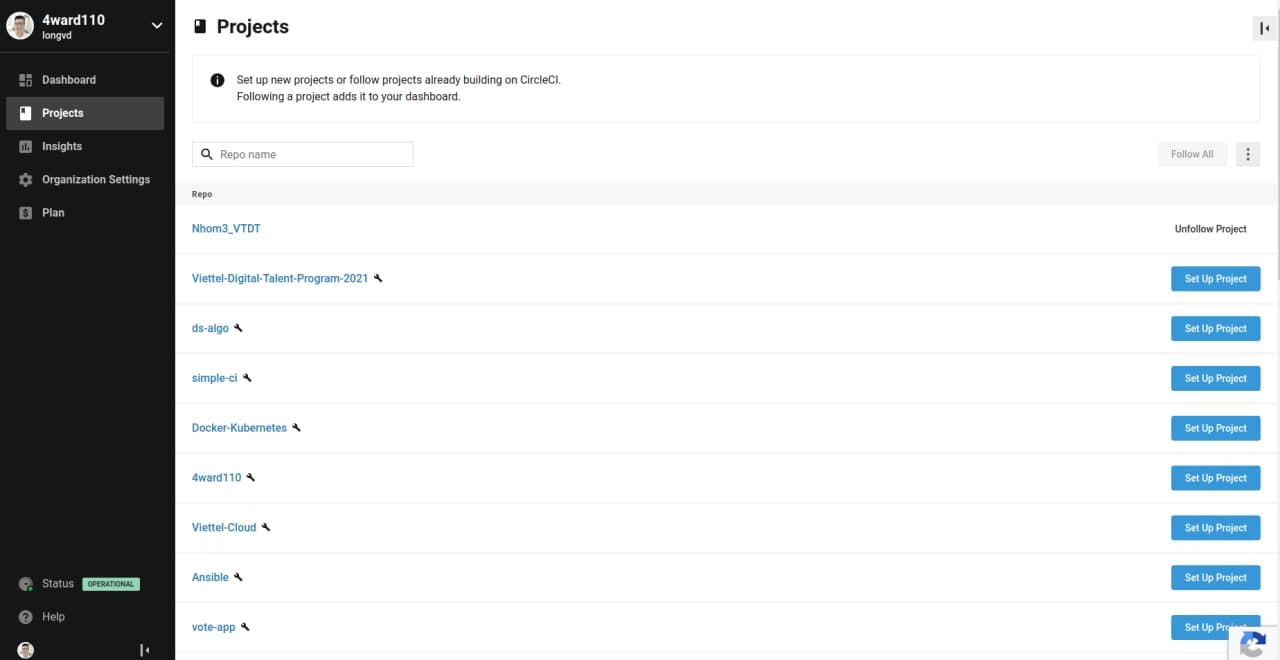 4ward110
longvd
Dashboard
Projects
Insights
Organization Settings
Plan
Status OPERATIONAL
Help
Projects
Set up new projects or follow projects already building on CircleCI.
Following a project adds it to your dashboard.
Repo name
Follow All
Repo
Nhom3_VTDT Unfollow Project
Viettel-Digital-Talent-Program-2021 Set Up Project
ds-algo Set Up Project
simple-ci Set Up Project
Docker-Kubernetes Set Up Project
4ward110 Set Up Project
Viettel-Cloud Set Up Project
Ansible Set Up Project
vote-app Set Up Project